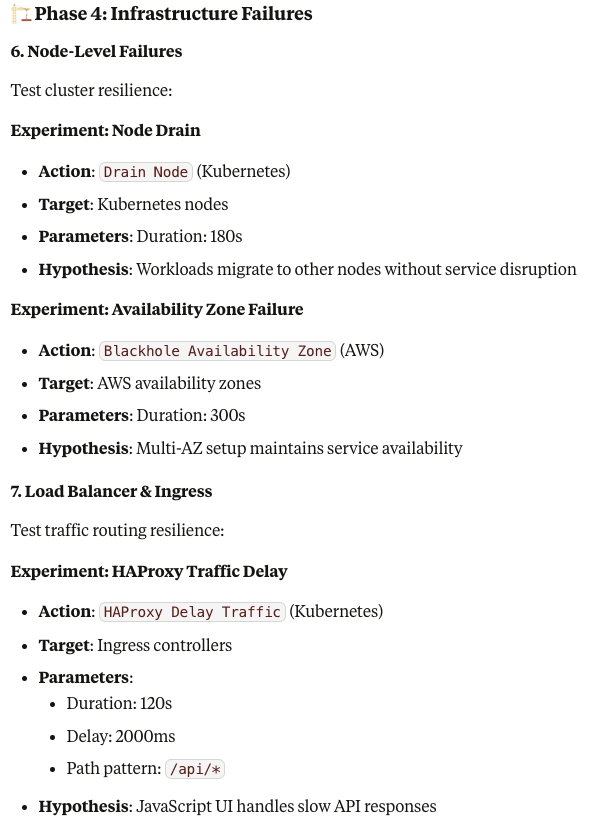 🏗️ Phase 4: Infrastructure Failures
6. Node-Level Failures
Test cluster resilience:
Experiment: Node Drain
• Action: Drain Node (Kubernetes)
• Target: Kubernetes nodes
• Parameters: Duration: 180s
• Hypothesis: Workloads migrate to other nodes without service disruption
Experiment: Availability Zone Failure
• Action: Blackhole Availability Zone (AWS)
• Target: AWS availability zones
• Parameters: Duration: 300s
• Hypothesis: Multi-AZ setup maintains service availability
7. Load Balancer & Ingress
Test traffic routing resilience:
Experiment: HAProxy Traffic Delay
• Action: HAProxy Delay Traffic (Kubernetes)
• Target: Ingress controllers
• Parameters:
• Duration: 120s
• Delay: 2000ms
• Path pattern: /api/*
• Hypothesis: JavaScript UI handles slow API responses